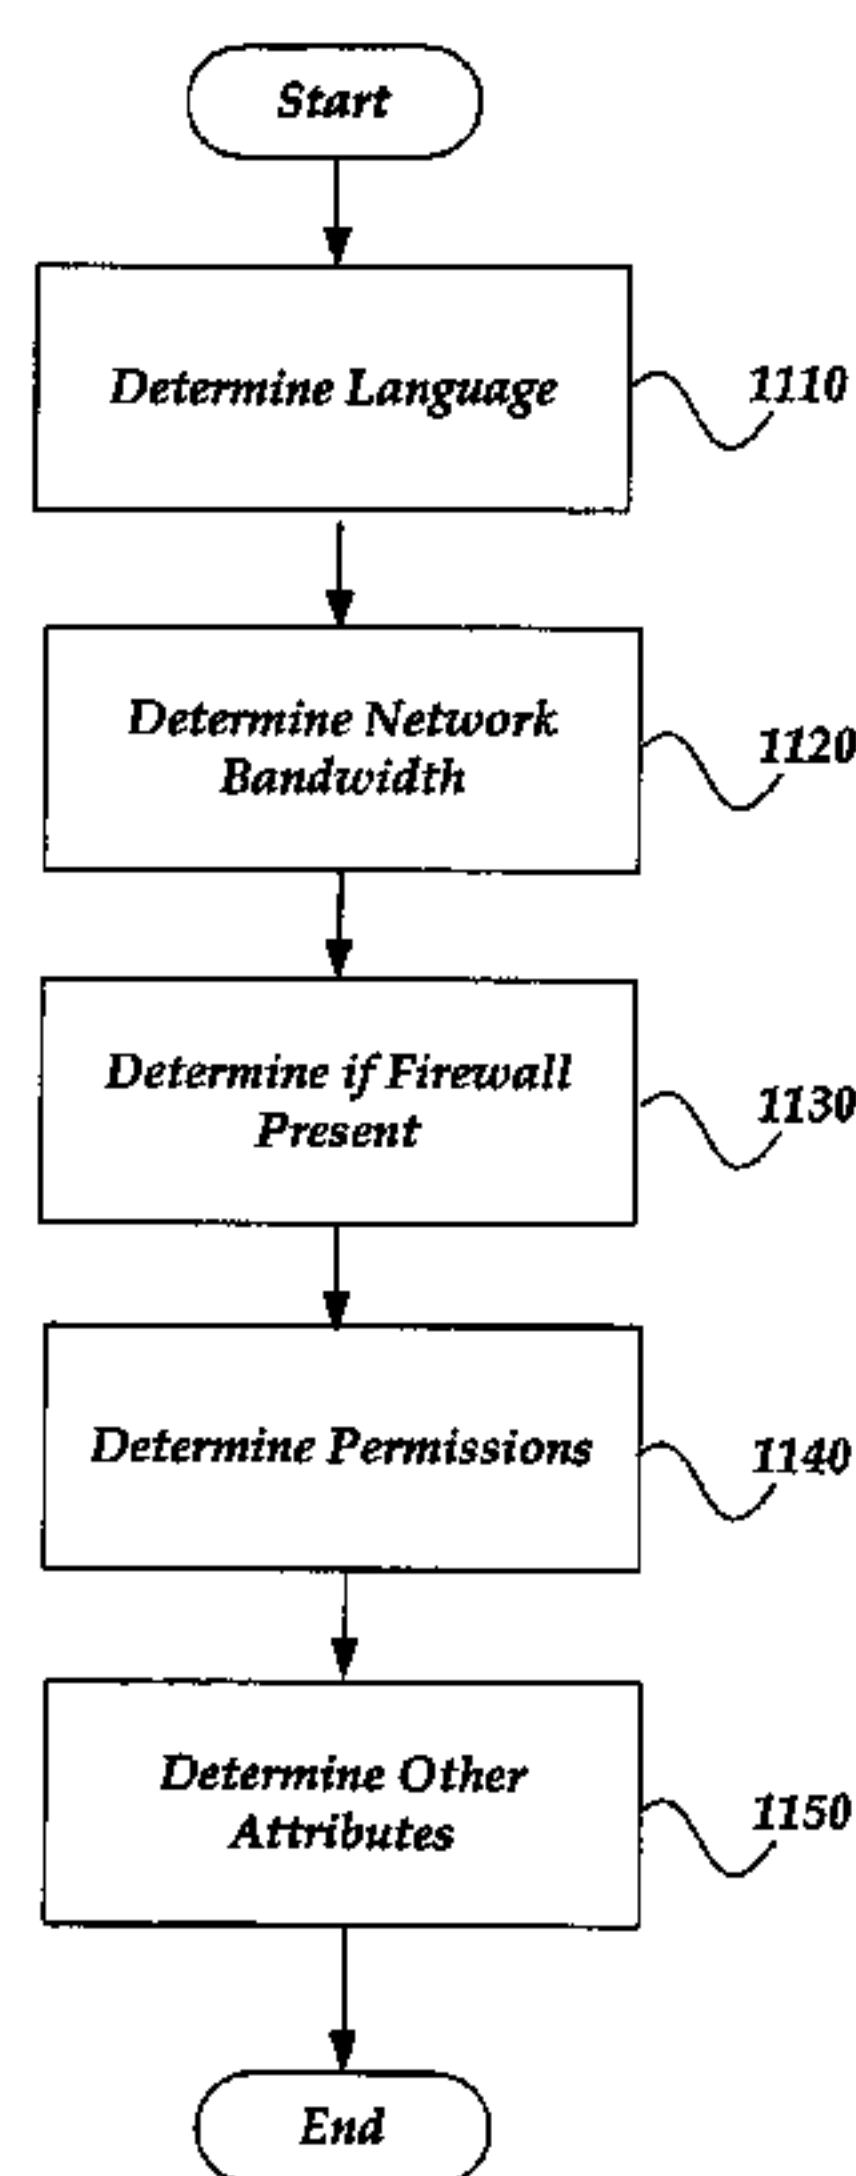 Start
Determine Language
1110
Determine Network
Bandwidth
1120
Determine if Firewall
Present
1130
Determine Permissions
1140
Determine Other
Attributes
1150
End